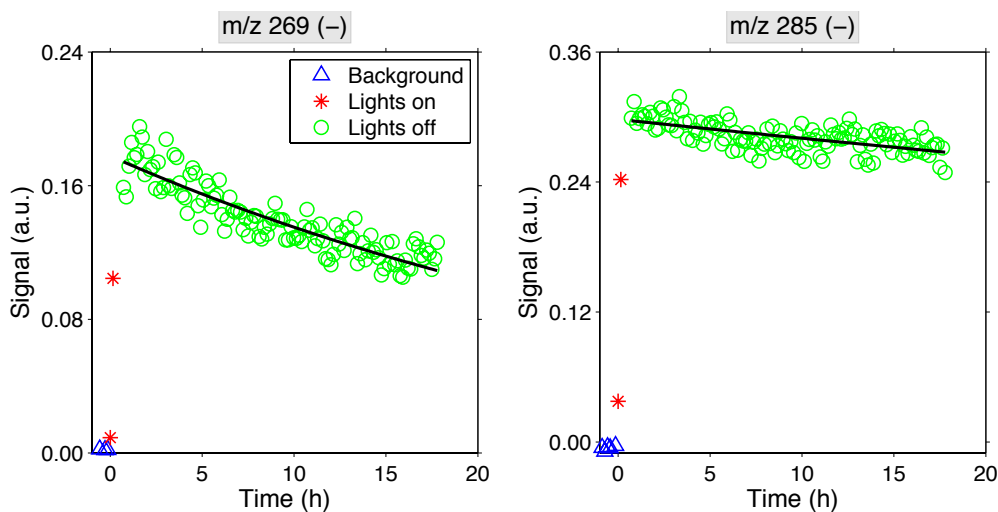 m/z 269 (−)
0.24
0.16
0.08
0.00
Signal (a.u.)
Background
Lights on
Lights off
0
5
10
15
20
Time (h)
m/z 285 (−)
0.36
0.24
0.12
0.00
Signal (a.u.)
0
5
10
15
20
Time (h)